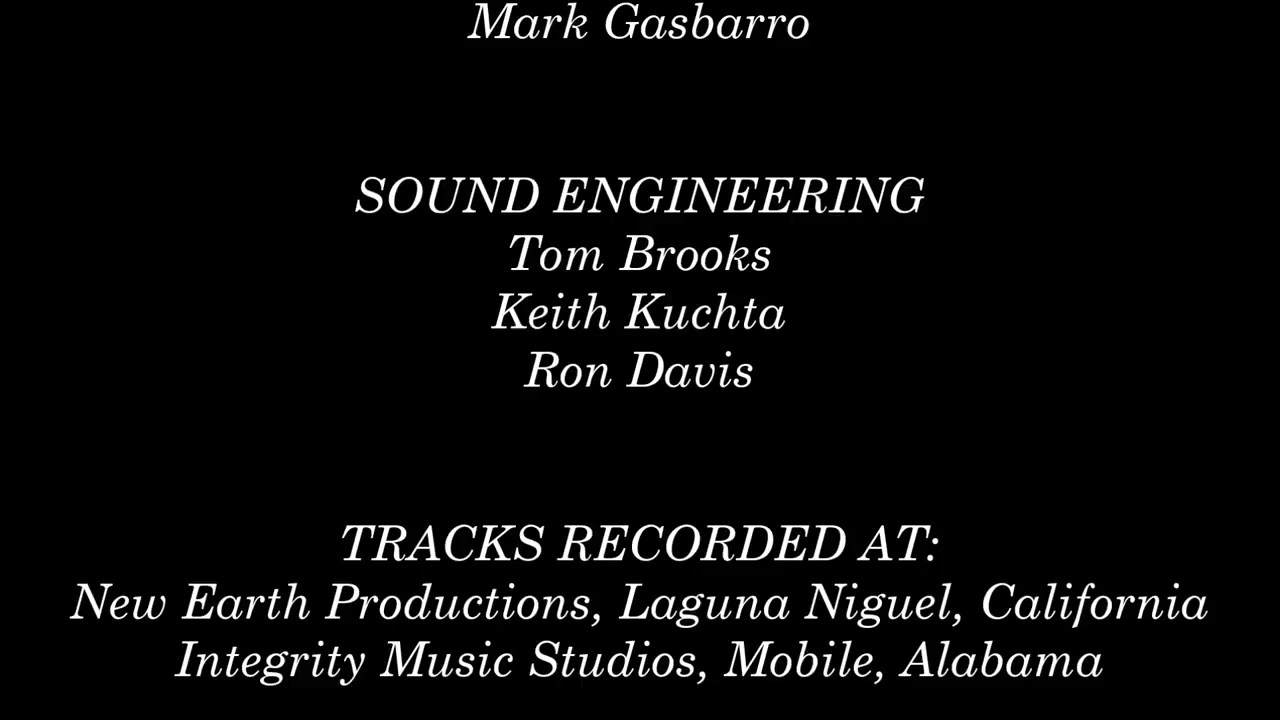 Mark Gasbarro
SOUND ENGINEERING
Tom Brooks
Keith Kuchta
Ron Davis
TRACKS RECORDED AT:
New Earth Productions, Laguna Niguel, California
Integrity Music Studios, Mobile, Alabama